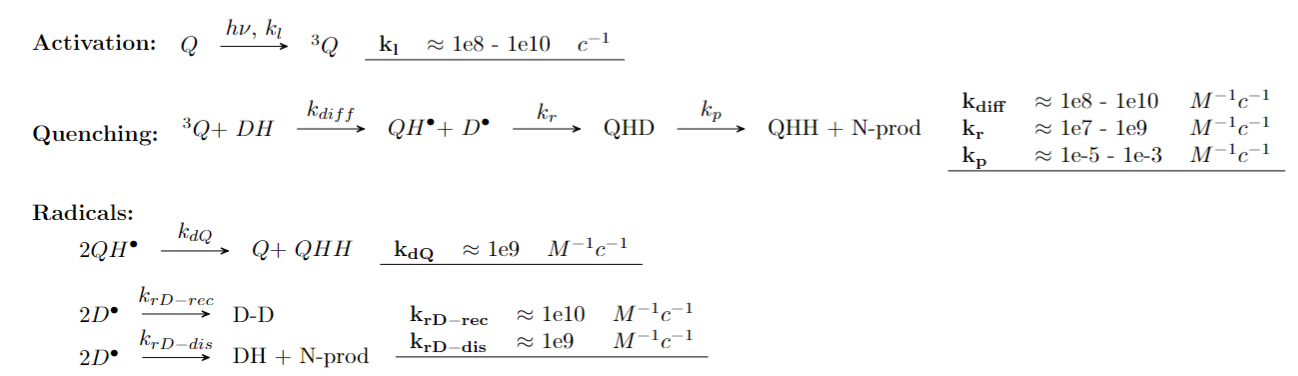 Activation: Q hν, k_l ³Q k_l ≈ 1e8 - 1e10 c⁻¹
Quenching: ³Q+ DH k_diff QH•+ D• k_r QHD k_p QHH + N-prod
k_diff ≈ 1e8 - 1e10 M⁻¹c⁻¹
k_r ≈ 1e7 - 1e9 M⁻¹c⁻¹
k_p ≈ 1e-5 - 1e-3 M⁻¹c⁻¹
Radicals:
2QH• k_dQ Q+ QHH k_dQ ≈ 1e9 M⁻¹c⁻¹
2D• k_rD−rec D-D k_rD−rec ≈ 1e10 M⁻¹c⁻¹
2D• k_rD−dis DH + N-prod k_rD−dis ≈ 1e9 M⁻¹c⁻¹